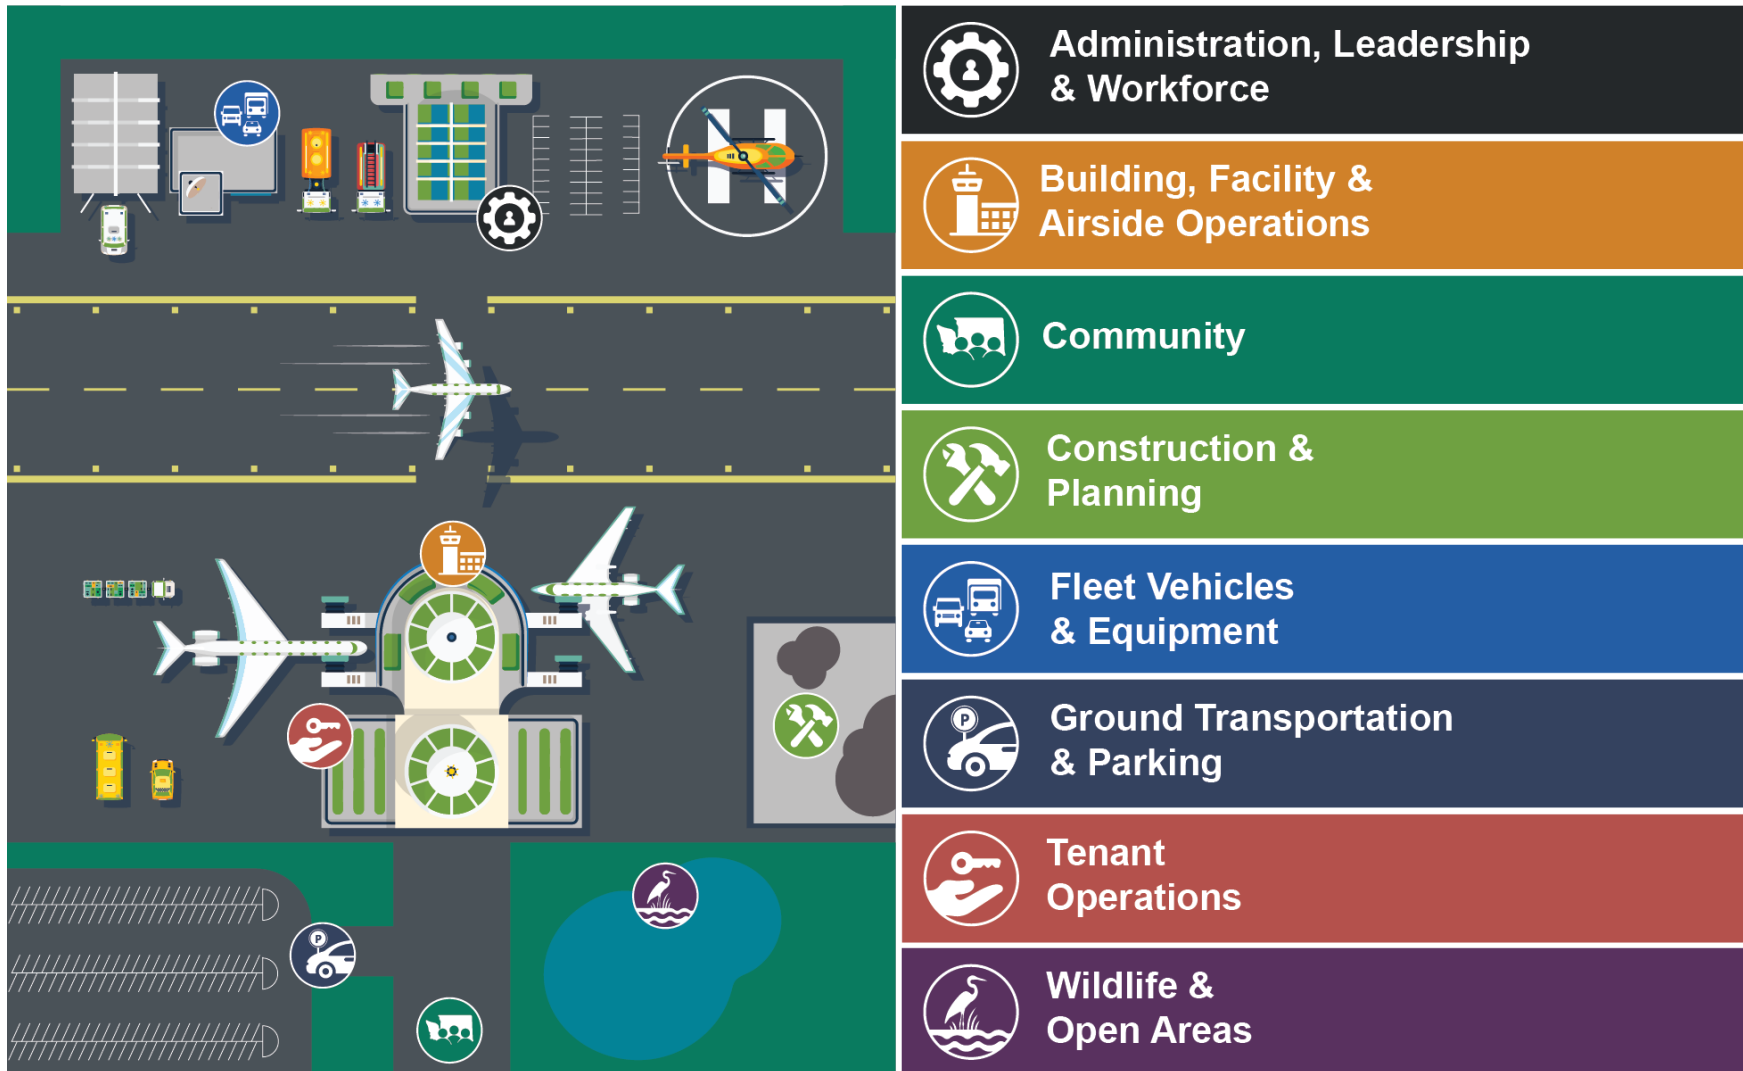 Administration, Leadership
& Workforce
Building, Facility &
Airside Operations
Community
Construction &
Planning
Fleet Vehicles
& Equipment
P
Ground Transportation
& Parking
Tenant
Operations
Wildlife &
Open Areas
H
P